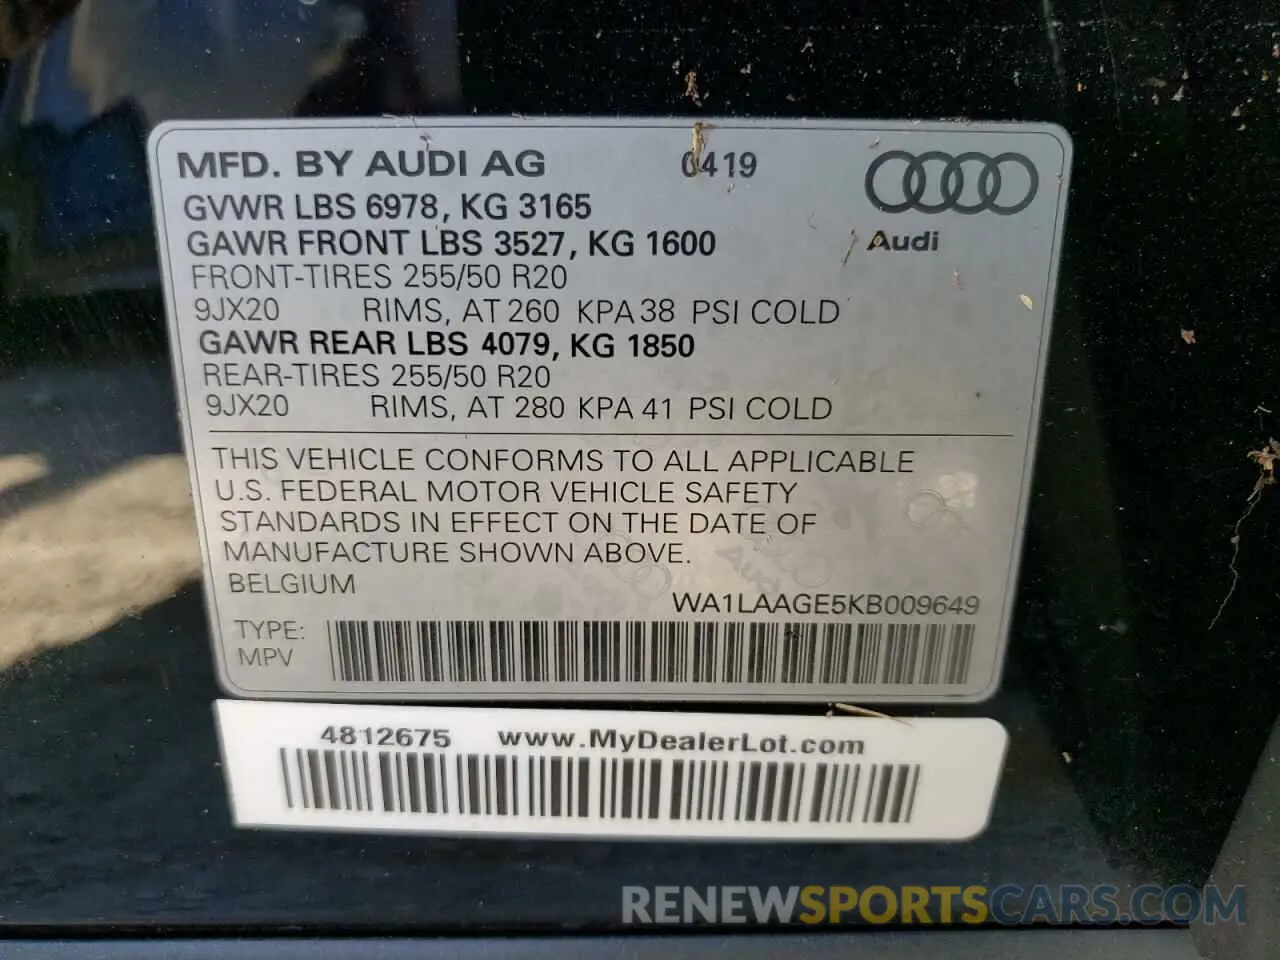 MFD. BY AUDI AG 0419
GVWR LBS 6978, KG 3165
GAWR FRONT LBS 3527, KG 1600
Audi
FRONT-TIRES 255/50 R20
9JX20 RIMS, AT 260 KPA 38 PSI COLD
GAWR REAR LBS 4079, KG 1850
REAR-TIRES 255/50 R20
9JX20 RIMS, AT 280 KPA 41 PSI COLD
THIS VEHICLE CONFORMS TO ALL APPLICABLE
U.S. FEDERAL MOTOR VEHICLE SAFETY
STANDARDS IN EFFECT ON THE DATE OF
MANUFACTURE SHOWN ABOVE.
BELGIUM
WA1LAAGE5KB009649
TYPE:
MPV
4812675 www.MyDealerLot.com
RENEWSPORTSCARS.COM